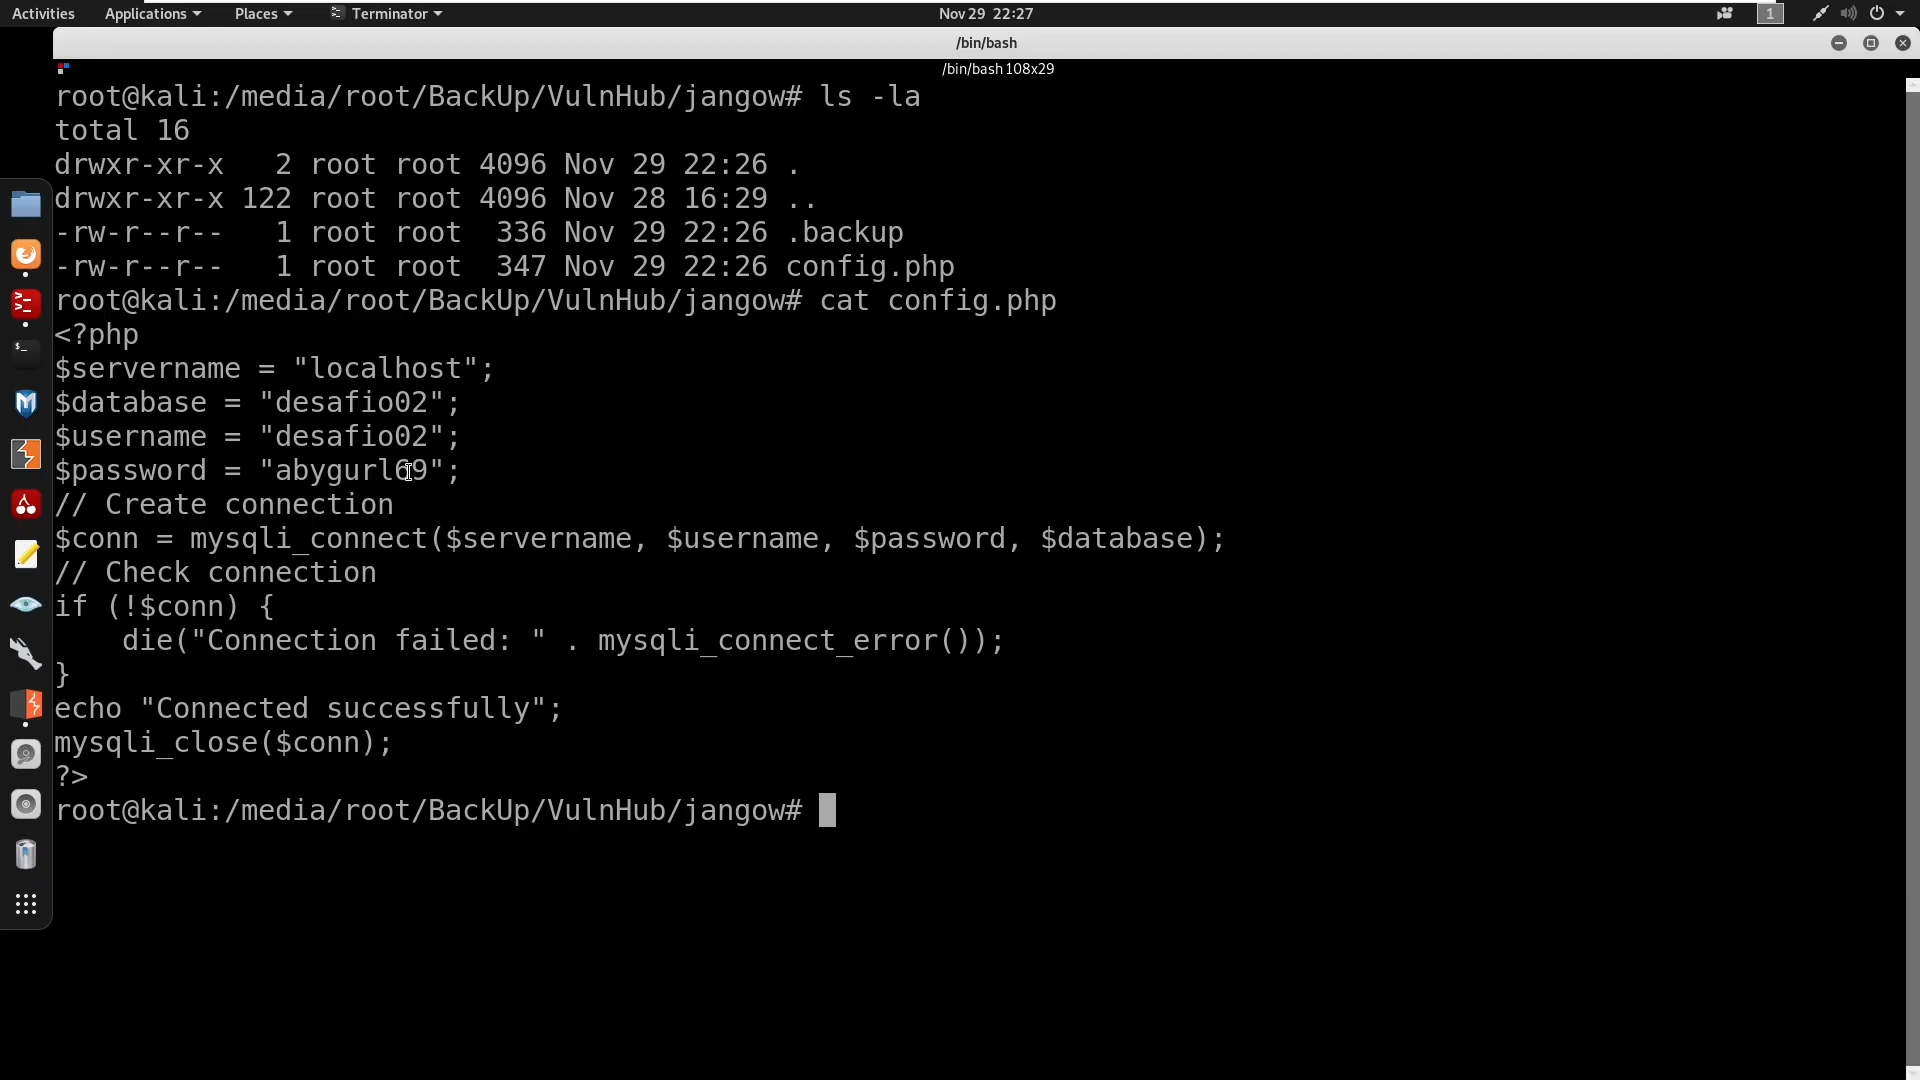 Activities Applications Places Terminator Nov 29 22:27 1
/bin/bash
/bin/bash 108x29
root@kali:/media/root/BackUp/VulnHub/jangow# ls -la
total 16
drwxr-xr-x   2 root root 4096 Nov 29 22:26 .
drwxr-xr-x 122 root root 4096 Nov 28 16:29 ..
-rw-r--r--   1 root root  336 Nov 29 22:26 .backup
-rw-r--r--   1 root root  347 Nov 29 22:26 config.php
root@kali:/media/root/BackUp/VulnHub/jangow# cat config.php
<?php
$servername = "localhost";
$database = "desafio02";
$username = "desafio02";
$password = "abygurl69";
// Create connection
$conn = mysqli_connect($servername, $username, $password, $database);
// Check connection
if (!$conn) {
    die("Connection failed: " . mysqli_connect_error());
}
echo "Connected successfully";
mysqli_close($conn);
?>
root@kali:/media/root/BackUp/VulnHub/jangow#